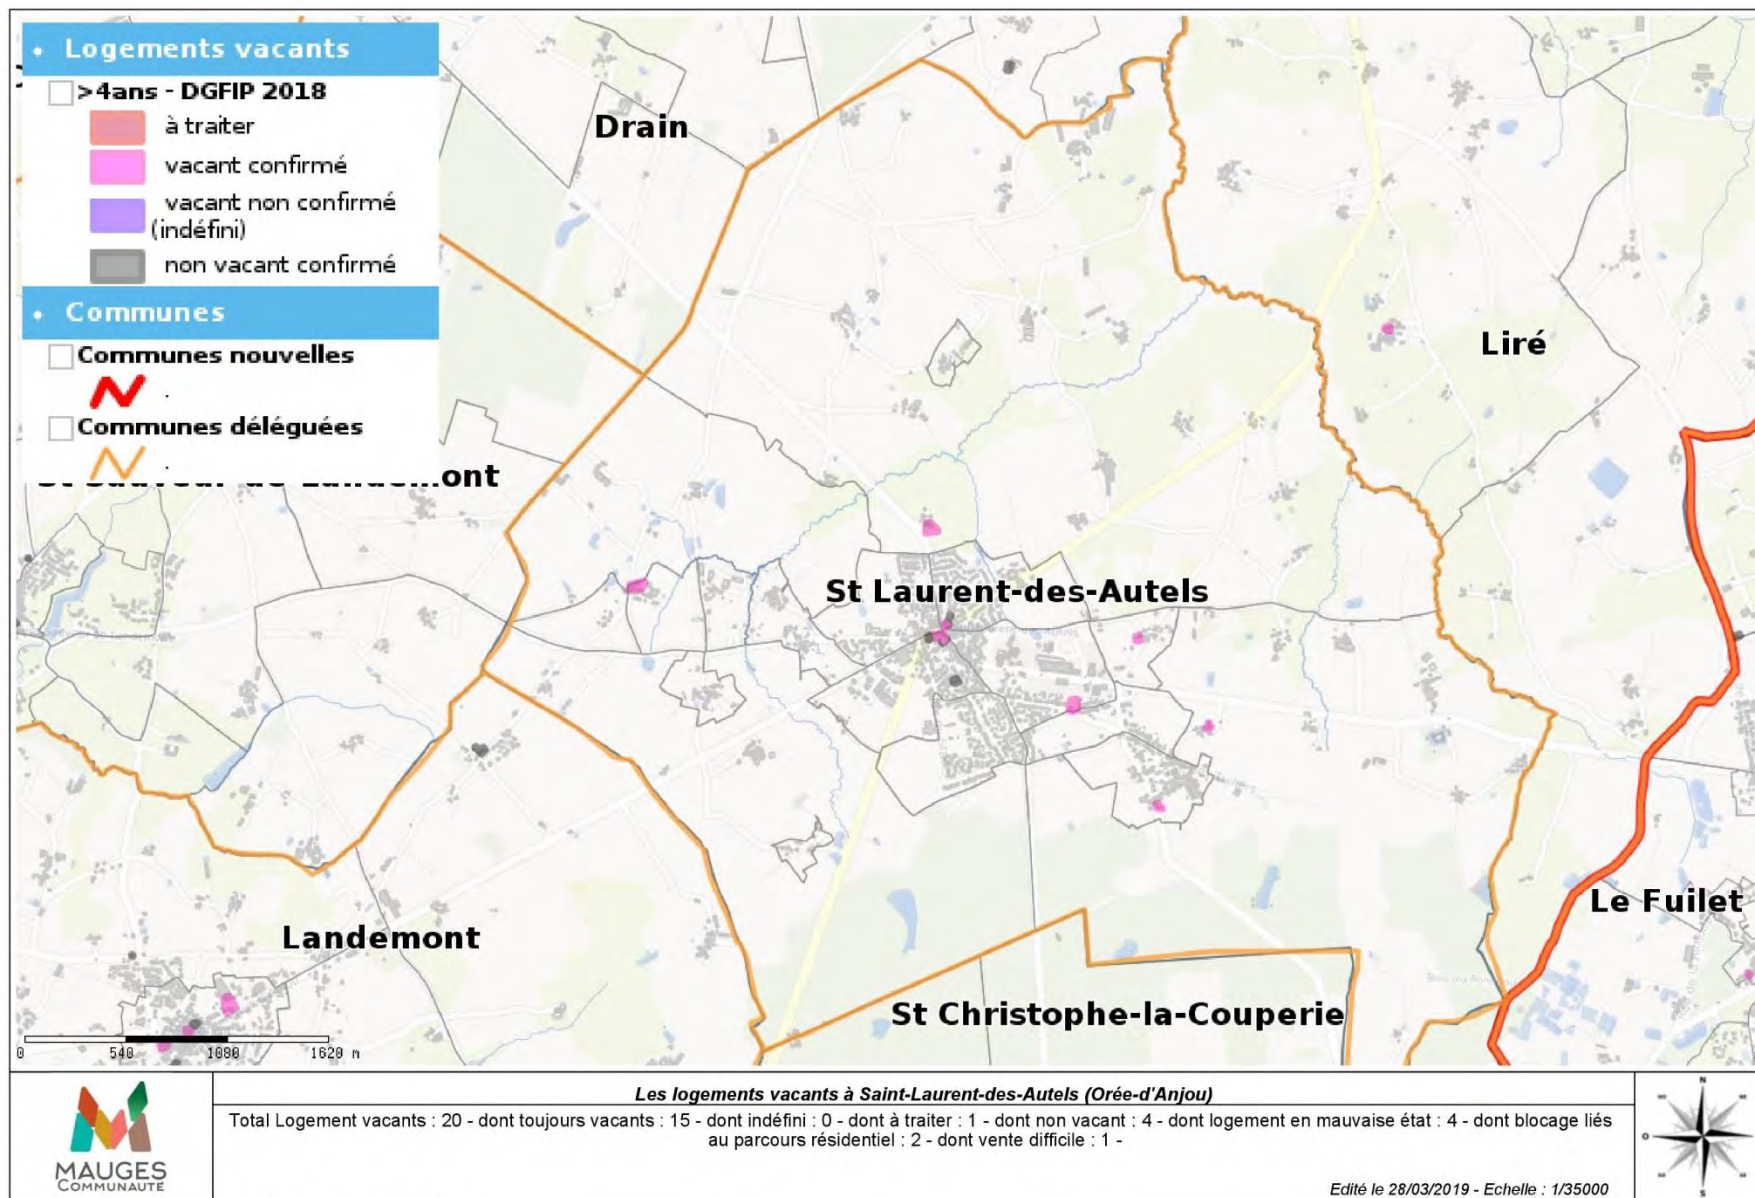 Logements vacants
>4ans - DGFIP 2018
à traiter
vacant confirmé
vacant non confirmé
(indéfini)
non vacant confirmé
Communes
Communes nouvelles
.
Communes déléguées
.
Drain
Liré
St Laurent-des-Autels
Landemont
Le Fuilet
St Christophe-la-Couperie
0 540 1080 1620 m
MAUGES
COMMUNAUTÉ
Les logements vacants à Saint-Laurent-des-Autels (Orée-d'Anjou)
Total Logement vacants : 20 - dont toujours vacants : 15 - dont indéfini : 0 - dont à traiter : 1 - dont non vacant : 4 - dont logement en mauvaise état : 4 - dont blocage liés
au parcours résidentiel : 2 - dont vente difficile : 1 -
Edité le 28/03/2019 - Echelle : 1/35000
N
O
S